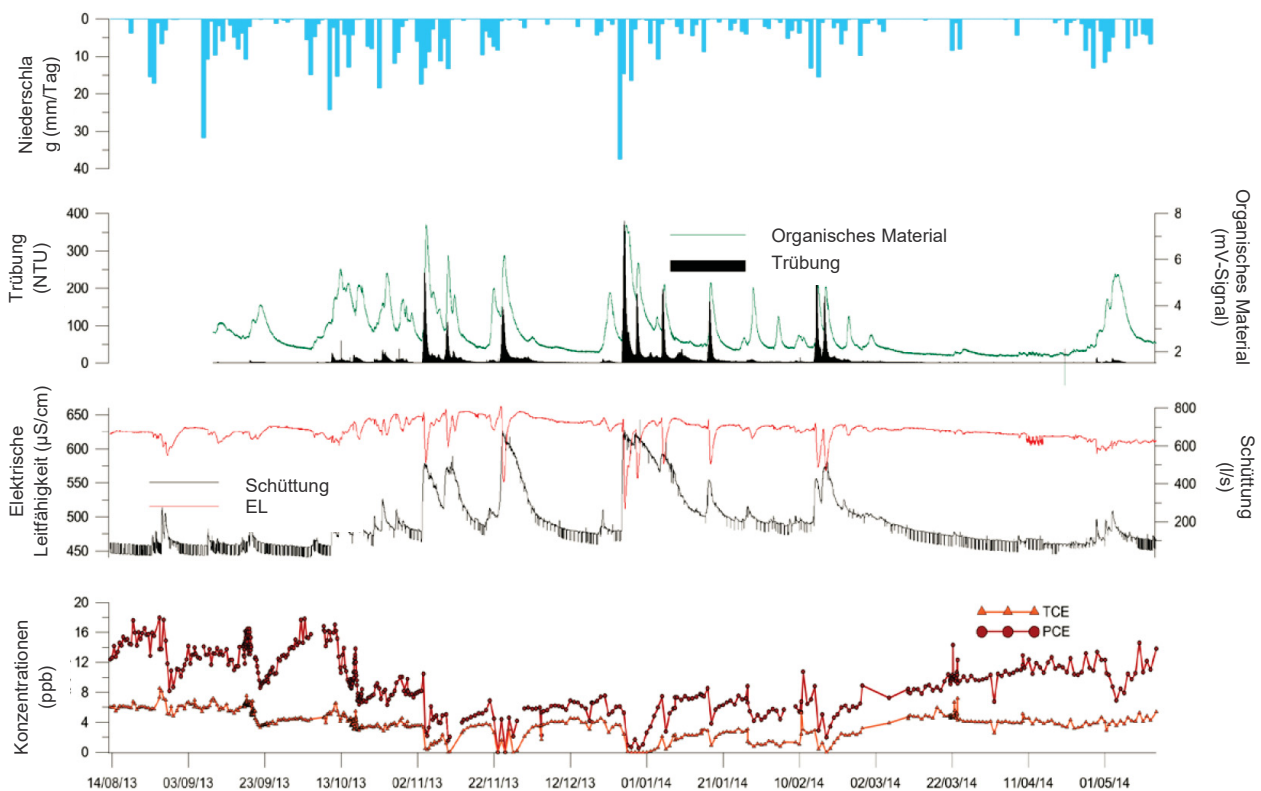 0
10
20
30
40
Niederschla
g (mm/Tag)
400
300
200
100
0
Trübung
(NTU)
8
6
4
2
Organisches Material
(mV-Signal)
Organisches Material
Trübung
650
600
550
500
450
Elektrische
Leitfähigkeit (µS/cm)
800
600
400
200
Schüttung
(l/s)
Schüttung
EL
20
16
12
8
4
0
Konzentrationen
(ppb)
TCE
PCE
14/08/13 03/09/13 23/09/13 13/10/13 02/11/13 22/11/13 12/12/13 01/01/14 21/01/14 10/02/14 02/03/14 22/03/14 11/04/14 01/05/14